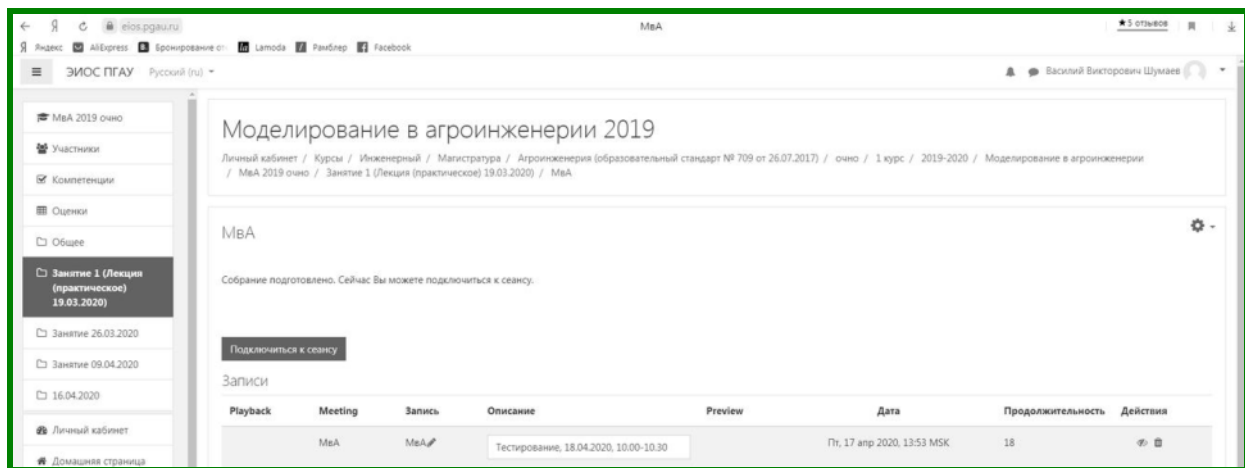 eios.pgau.ru МвА ★5 отзывов
Яндекс AliExpress Бронирование от Lamoda Рамблер Facebook
ЭИОС ПГАУ Русский (ru) Василий Викторович Шумаев
МвА 2019 очно
Участники
Компетенции
Оценки
Общее
Занятие 1 (Лекция
(практическое)
19.03.2020)
Занятие 26.03.2020
Занятие 09.04.2020
16.04.2020
Личный кабинет
Домашняя страница
Моделирование в агроинженерии 2019
Личный кабинет / Курсы / Инженерный / Магистратура / Агроинженерия (образовательный стандарт № 709 от 26.07.2017) / очно / 1 курс / 2019-2020 / Моделирование в агроинженерии
/ МвА 2019 очно / Занятие 1 (Лекция (практическое) 19.03.2020) / МвА
МвА
Собрание подготовлено. Сейчас Вы можете подключиться к сеансу.
Подключиться к сеансу
Записи
Playback Meeting Запись Описание Preview Дата Продолжительность Действия
МвА МвА Тестирование, 18.04.2020, 10.00-10.30 Пт, 17 апр 2020, 13:53 MSK 18